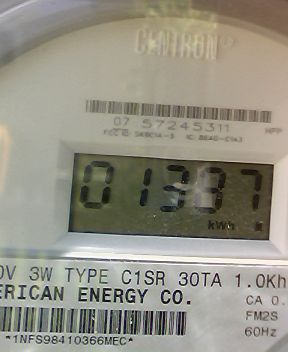 CENTRON
07 57245311
HPP
01387
kWh
0V 3W TYPE C1SR 30TA 1.0Kh
ERICAN ENERGY CO.
CA 0.
FM2S
60Hz
*1NFS98410366MEC*